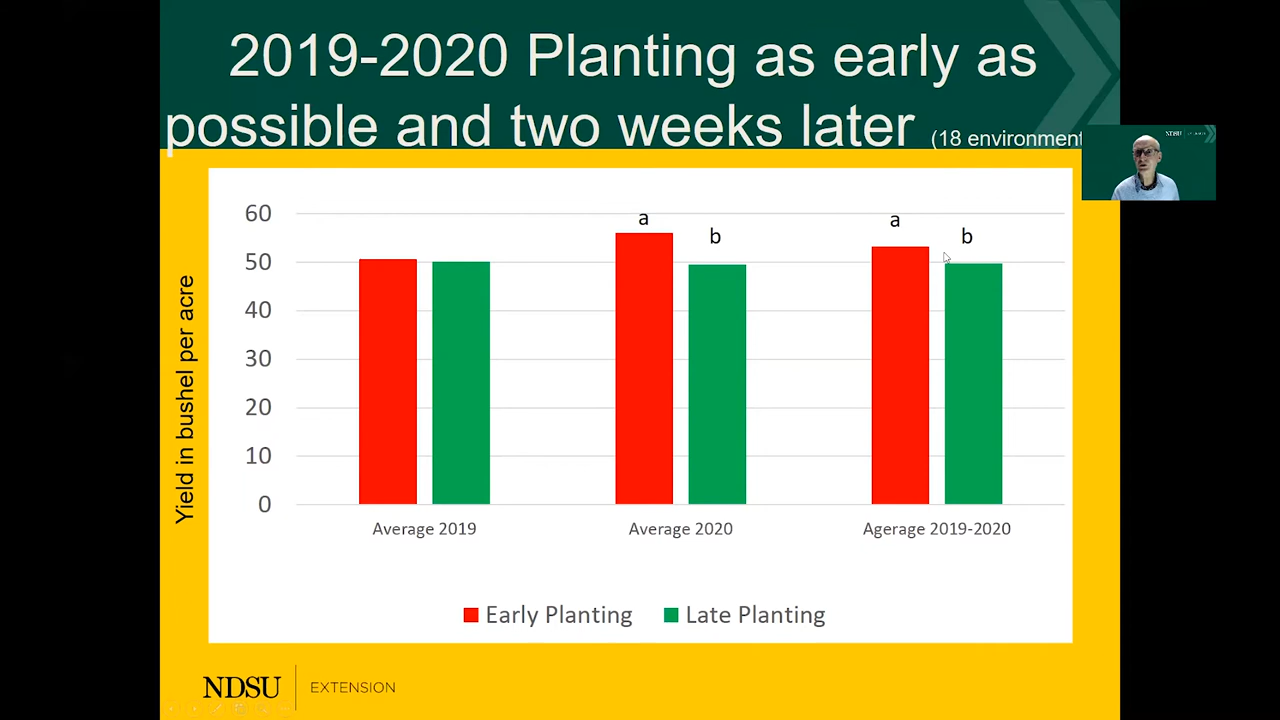 2019-2020 Planting as early as
possible and two weeks later (18 environment
NDSU
Yield in bushel per acre
60
50
40
30
20
10
0
a
b
a
b
Average 2019
Average 2020
Agerage 2019-2020
Early Planting
Late Planting
NDSU
EXTENSION